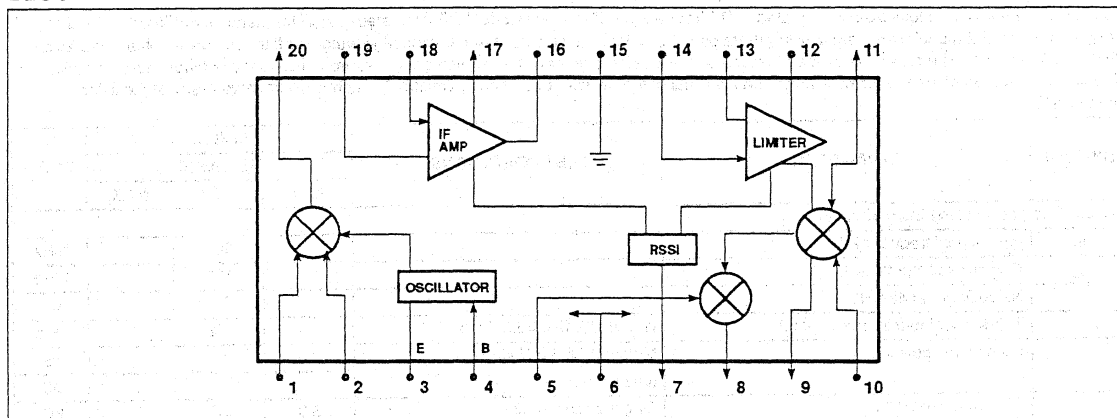 20 19 18 17 16 15 14 13 12 11
IF
AMP
LIMITER
RSSI
OSCILLATOR
E B
1 2 3 4 5 6 7 8 9 10